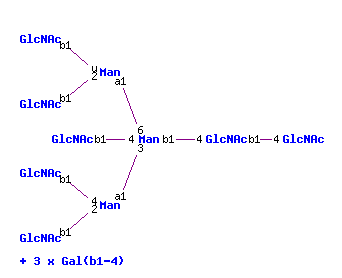 GlcNAc
b1
U
2 Man
a1
GlcNAc b1
6
GlcNAc b1 4 Man b1 4 GlcNAc b1 4 GlcNAc
3
GlcNAc
b1
a1
4
2 Man
GlcNAc b1
+ 3 x Gal(b1-4)